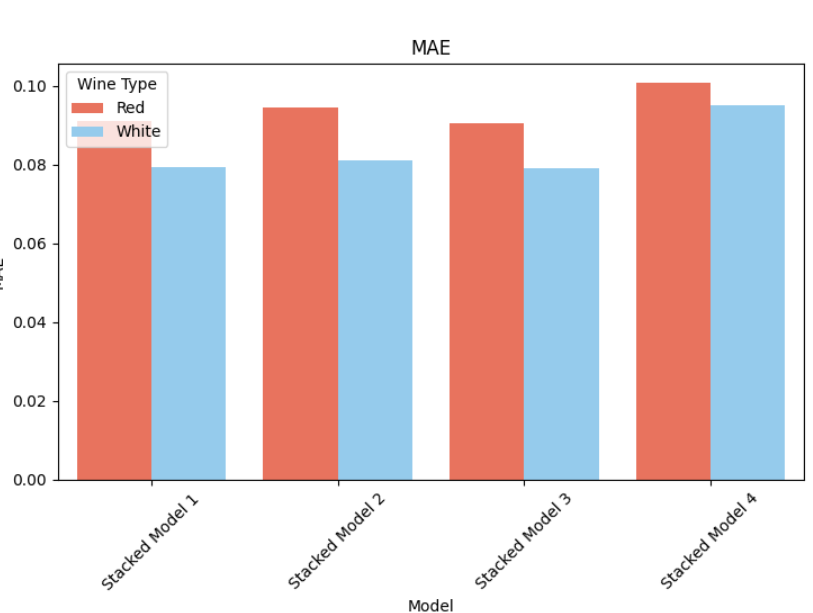 MAE
Wine Type
Red
White
0.10
0.08
0.06
0.04
0.02
0.00
Stacked Model 1
Stacked Model 2
Stacked Model 3
Stacked Model 4
Model